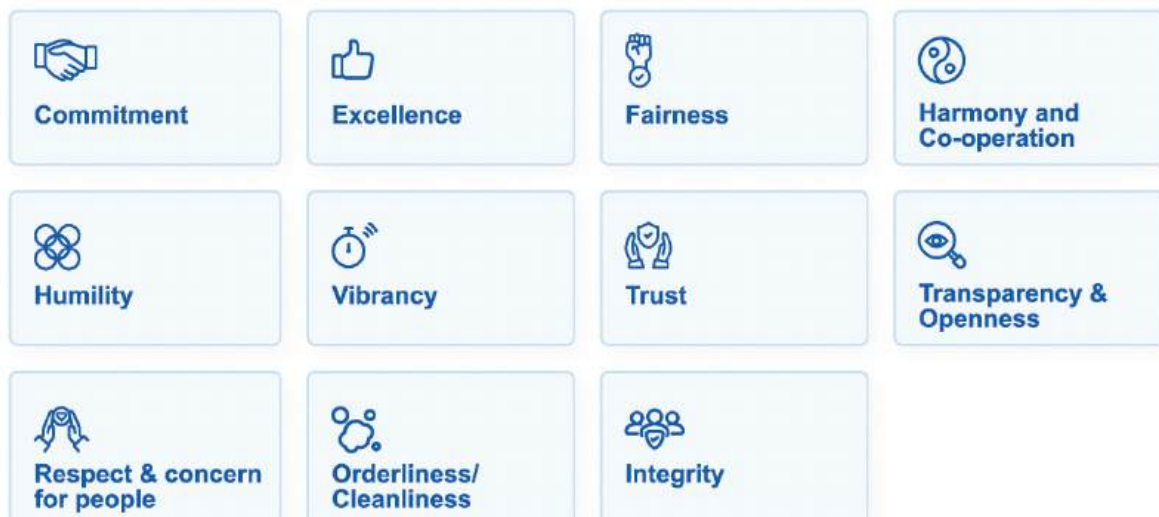 Commitment
Excellence
Fairness
Harmony and
Co-operation
Humility
Vibrancy
Trust
Transparency &
Openness
Respect & concern
for people
Orderliness/
Cleanliness
Integrity